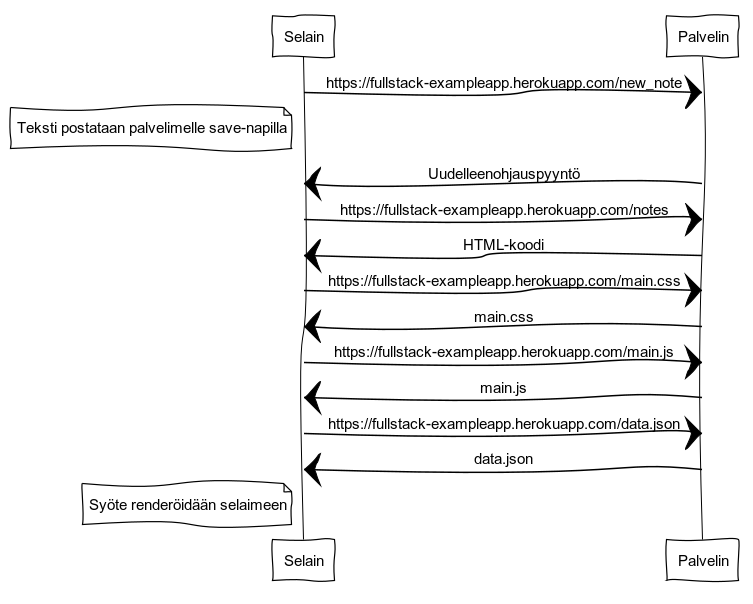 Selain
Palvelin
https://fullstack-exampleapp.herokuapp.com/new_note
Teksti postataan palvelimelle save-napilla
Uudelleenohjauspyyntö
https://fullstack-exampleapp.herokuapp.com/notes
HTML-koodi
https://fullstack-exampleapp.herokuapp.com/main.css
main.css
https://fullstack-exampleapp.herokuapp.com/main.js
main.js
https://fullstack-exampleapp.herokuapp.com/data.json
data.json
Syöte renderöidään selaimeen
Selain
Palvelin